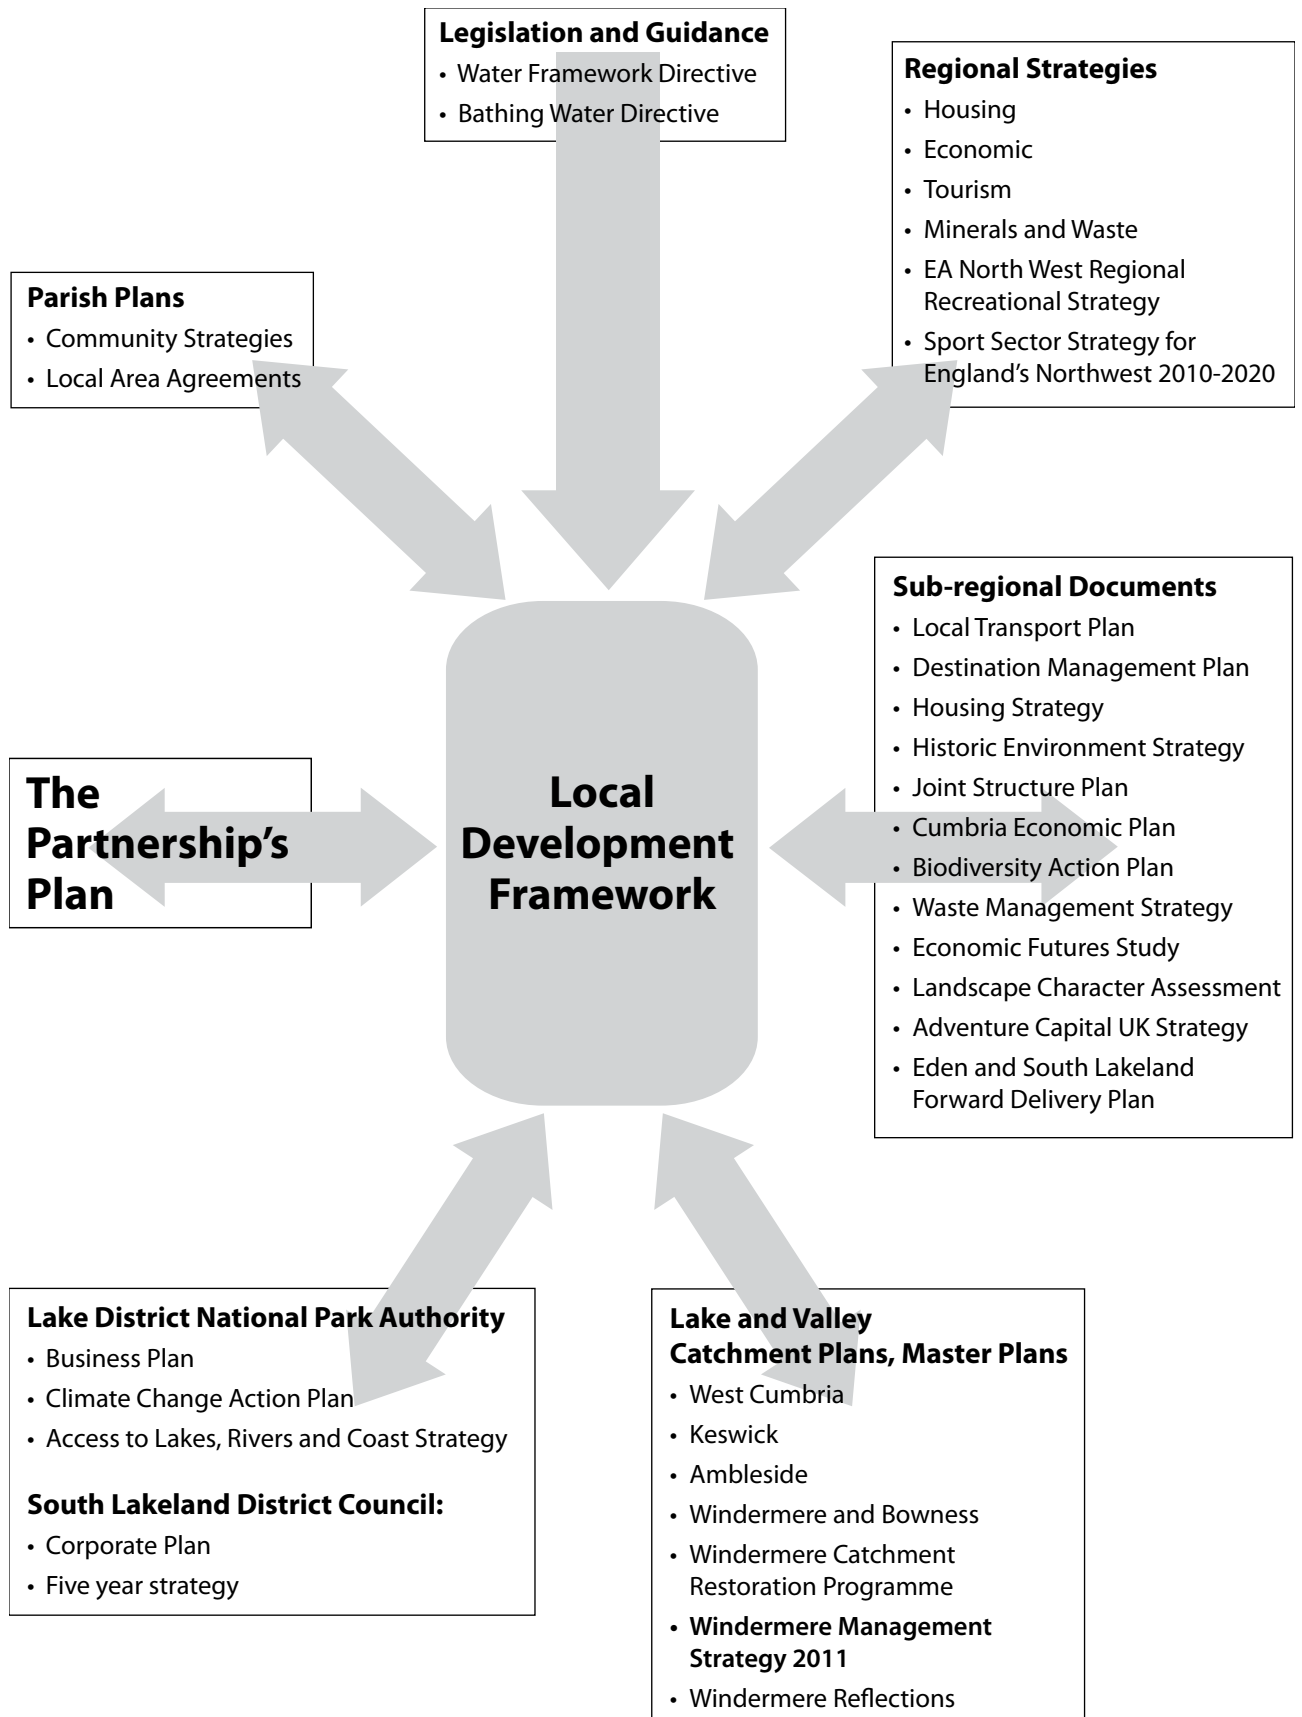 Legislation and Guidance
• Water Framework Directive
• Bathing Water Directive
Regional Strategies
• Housing
• Economic
• Tourism
• Minerals and Waste
• EA North West Regional
Recreational Strategy
• Sport Sector Strategy for
England’s Northwest 2010-2020
Parish Plans
• Community Strategies
• Local Area Agreements
Sub-regional Documents
• Local Transport Plan
• Destination Management Plan
• Housing Strategy
• Historic Environment Strategy
• Joint Structure Plan
• Cumbria Economic Plan
• Biodiversity Action Plan
• Waste Management Strategy
• Economic Futures Study
• Landscape Character Assessment
• Adventure Capital UK Strategy
• Eden and South Lakeland
Forward Delivery Plan
The
Partnership’s
Plan
Local
Development
Framework
Lake District National Park Authority
• Business Plan
• Climate Change Action Plan
• Access to Lakes, Rivers and Coast Strategy
South Lakeland District Council:
• Corporate Plan
• Five year strategy
Lake and Valley
Catchment Plans, Master Plans
• West Cumbria
• Keswick
• Ambleside
• Windermere and Bowness
• Windermere Catchment
Restoration Programme
• Windermere Management
Strategy 2011
• Windermere Reflections